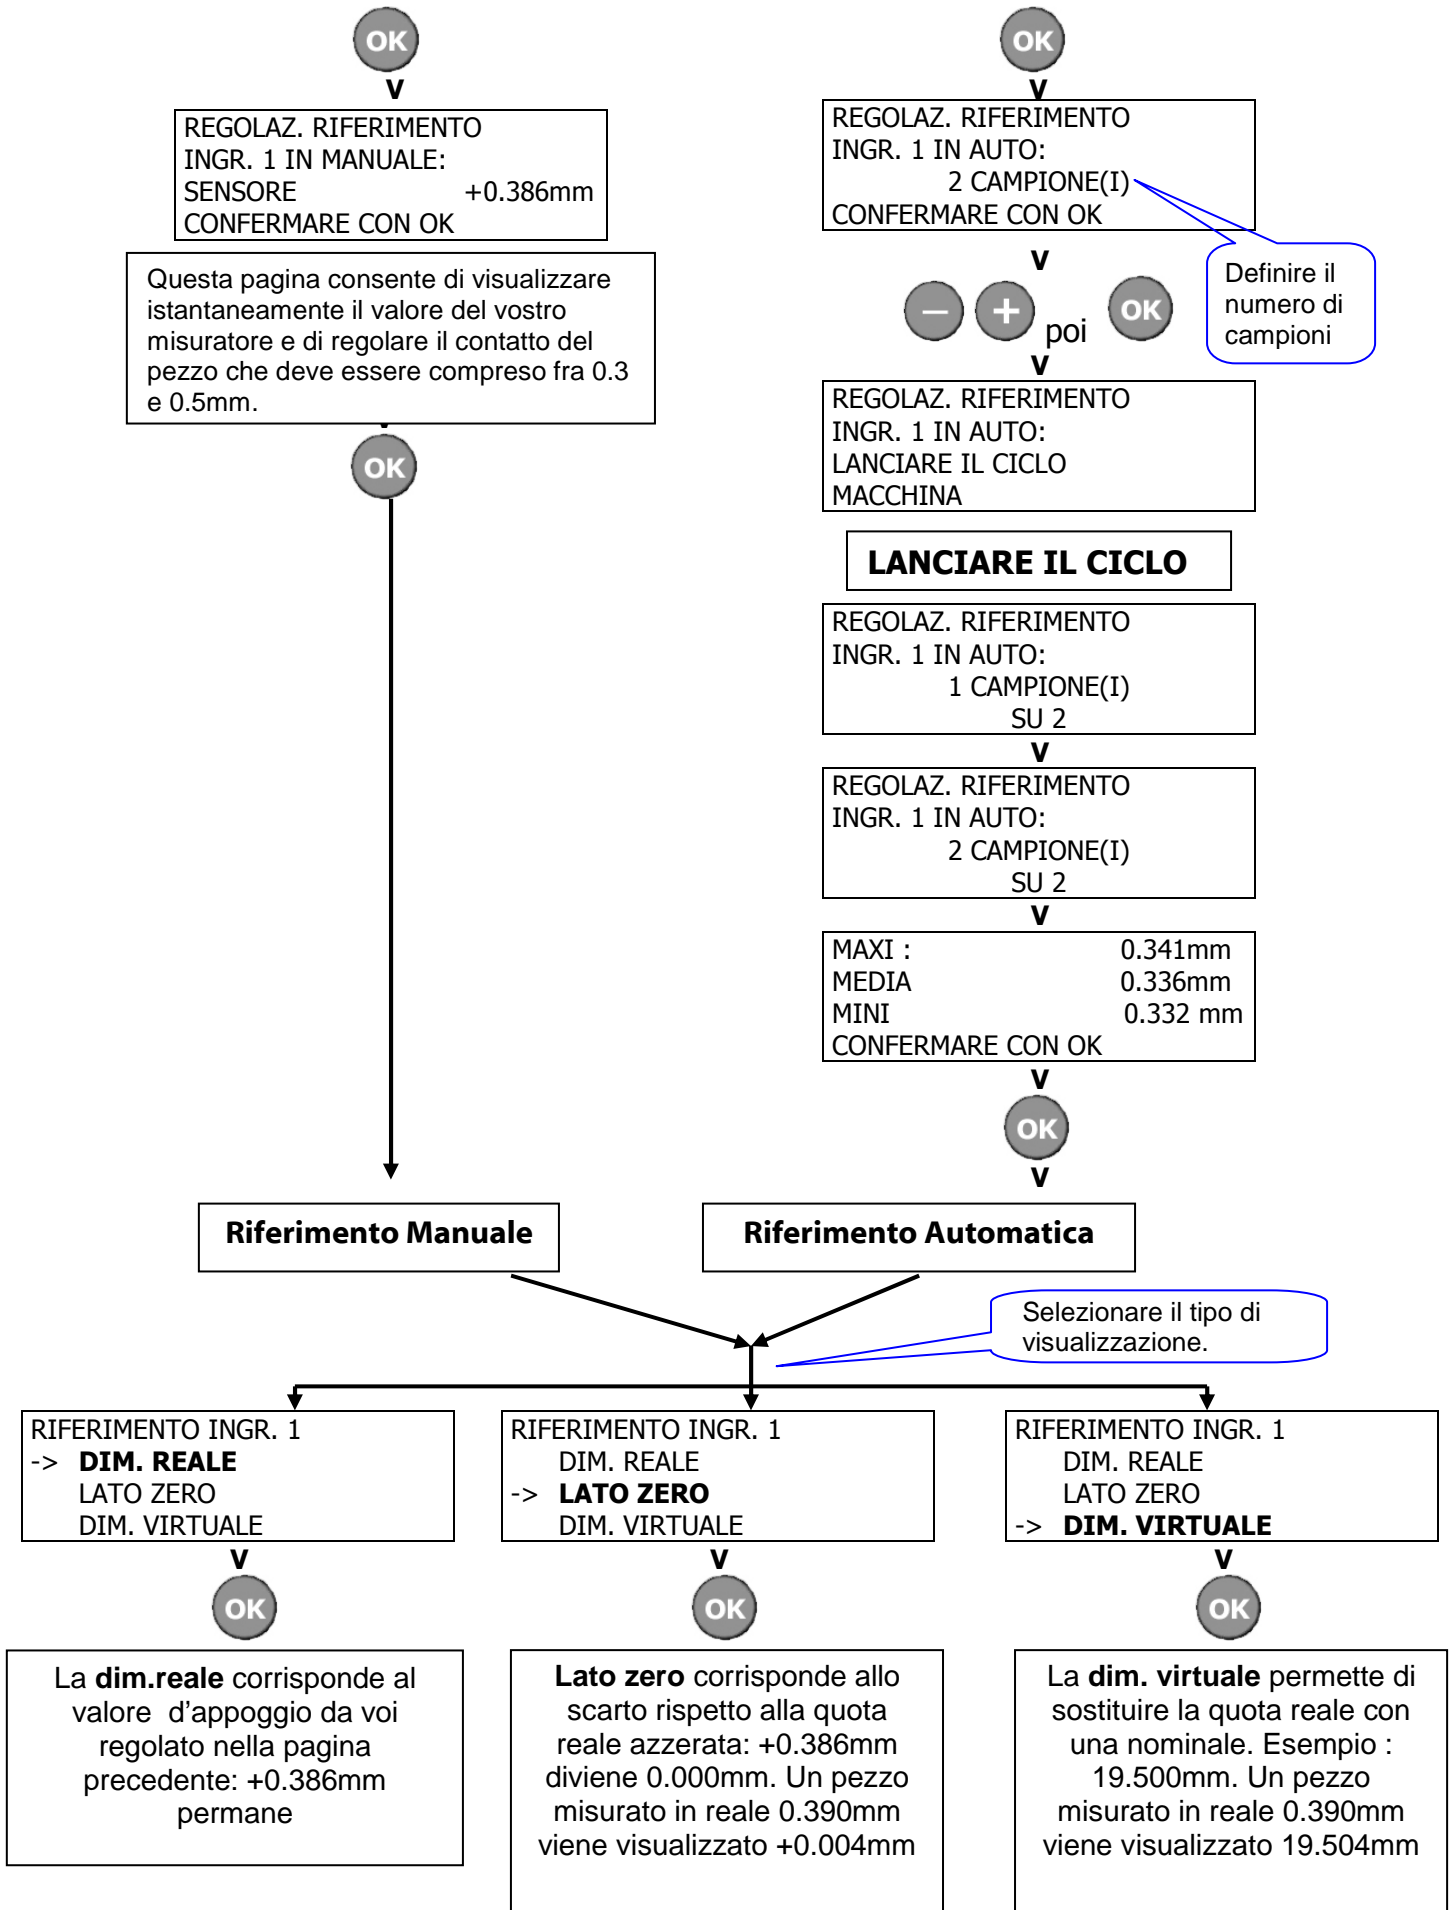 OK
v
REGOLAZ. RIFERIMENTO
INGR. 1 IN MANUALE:
SENSORE +0.386mm
CONFERMARE CON OK
Questa pagina consente di visualizzare
istantaneamente il valore del vostro
misuratore e di regolare il contatto del
pezzo che deve essere compreso fra 0.3
e 0.5mm.
OK
OK
v
REGOLAZ. RIFERIMENTO
INGR. 1 IN AUTO:
2 CAMPIONE(I)
CONFERMARE CON OK
Definire il
numero di
campioni
v
− + poi OK
v
REGOLAZ. RIFERIMENTO
INGR. 1 IN AUTO:
LANCIARE IL CICLO
MACCHINA
LANCIARE IL CICLO
REGOLAZ. RIFERIMENTO
INGR. 1 IN AUTO:
1 CAMPIONE(I)
SU 2
v
REGOLAZ. RIFERIMENTO
INGR. 1 IN AUTO:
2 CAMPIONE(I)
SU 2
v
MAXI : 0.341mm
MEDIA 0.336mm
MINI 0.332 mm
CONFERMARE CON OK
v
OK
v
Riferimento Manuale
Riferimento Automatica
Selezionare il tipo di
visualizzazione.
RIFERIMENTO INGR. 1
-> DIM. REALE
LATO ZERO
DIM. VIRTUALE
v
OK
La dim.reale corrisponde al
valore d'appoggio da voi
regolato nella pagina
precedente: +0.386mm
permane
RIFERIMENTO INGR. 1
DIM. REALE
-> LATO ZERO
DIM. VIRTUALE
v
OK
Lato zero corrisponde allo
scarto rispetto alla quota
reale azzerata: +0.386mm
diviene 0.000mm. Un pezzo
misurato in reale 0.390mm
viene visualizzato +0.004mm
RIFERIMENTO INGR. 1
DIM. REALE
LATO ZERO
-> DIM. VIRTUALE
v
OK
La dim. virtuale permette di
sostituire la quota reale con
una nominale. Esempio :
19.500mm. Un pezzo
misurato in reale 0.390mm
viene visualizzato 19.504mm